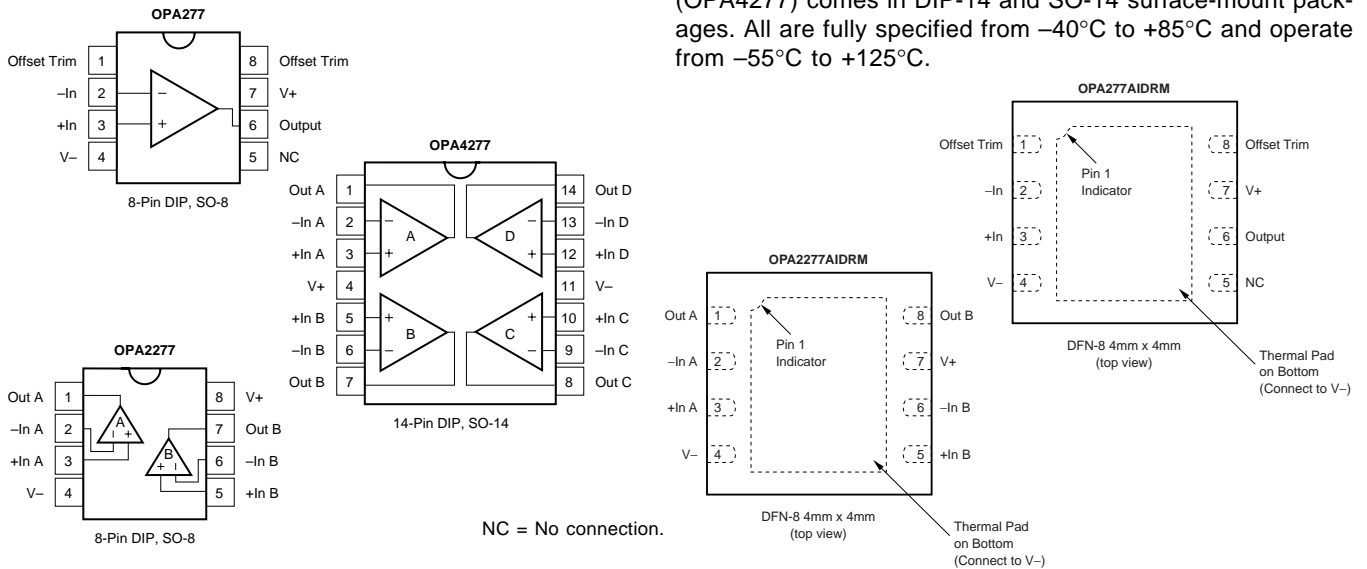 (OPA4277) comes in DIP-14 and SO-14 surface-mount pack-
ages. All are fully specified from –40°C to +85°C and operate
from –55°C to +125°C.
OPA277
Offset Trim 1 8 Offset Trim
–In 2 – 7 V+
+In 3 + 6 Output
V– 4 5 NC
8-Pin DIP, SO-8
OPA4277
Out A 1 14 Out D
–In A 2 – A D – 13 –In D
+In A 3 + + 12 +In D
V+ 4 11 V–
+In B 5 + + 10 +In C
–In B 6 – B C – 9 –In C
Out B 7 8 Out C
14-Pin DIP, SO-14
OPA2277
Out A 1 8 V+
–In A 2 A – + 7 Out B
+In A 3 B + – 6 –In B
V– 4 5 +In B
8-Pin DIP, SO-8
NC = No connection.
OPA2277AIDRM
Out A 1 8 Out B
Pin 1
Indicator
–In A 2 7 V+
+In A 3 6 –In B
V– 4 5 +In B
DFN-8 4mm x 4mm
(top view)
Thermal Pad
on Bottom
(Connect to V–)
OPA277AIDRM
Offset Trim 1 8 Offset Trim
Pin 1
Indicator
–In 2 7 V+
+In 3 6 Output
V– 4 5 NC
DFN-8 4mm x 4mm
(top view)
Thermal Pad
on Bottom
(Connect to V–)